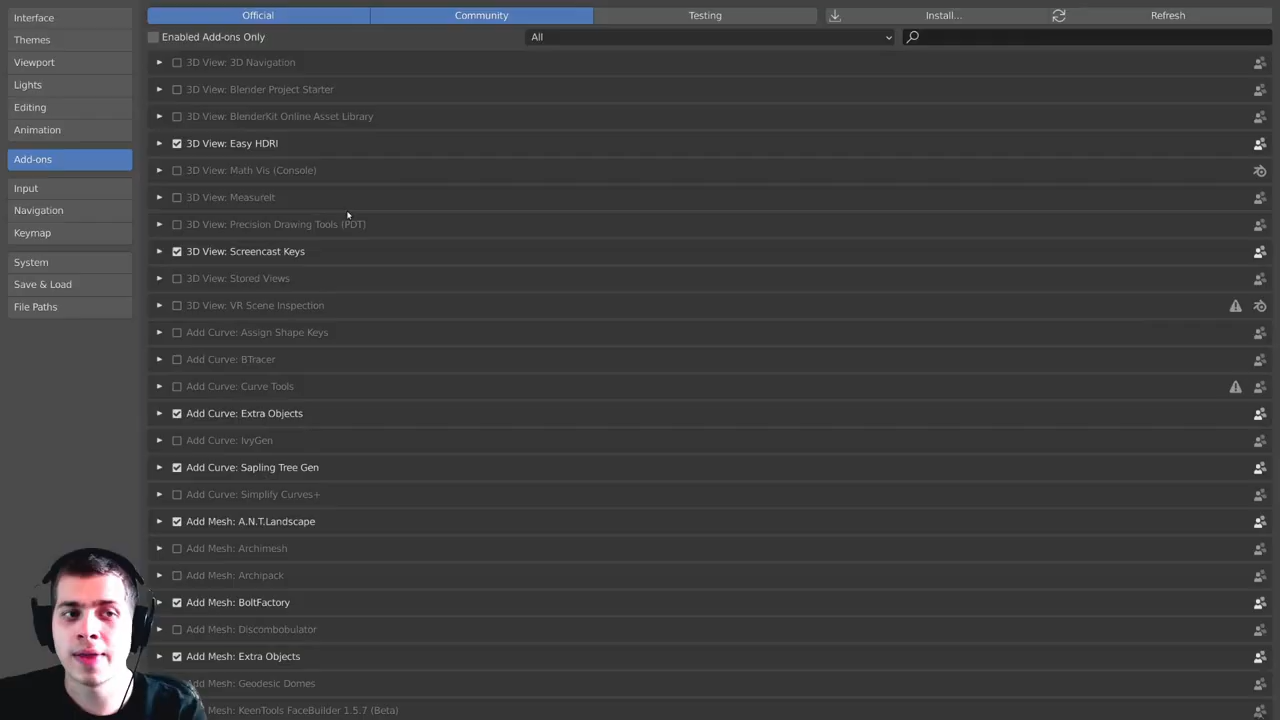 Interface
Themes
Viewport
Lights
Editing
Animation
Add-ons
Input
Navigation
Keymap
System
Save & Load
File Paths
Official
Community
Testing
Install...
Refresh
Enabled Add-ons Only
All
3D View: 3D Navigation
3D View: Blender Project Starter
3D View: BlenderKit Online Asset Library
3D View: Easy HDRI
3D View: Math Vis (Console)
3D View: MeasureIt
3D View: Precision Drawing Tools (PDT)
3D View: Screencast Keys
3D View: Stored Views
3D View: VR Scene Inspection
Add Curve: Assign Shape Keys
Add Curve: BTracer
Add Curve: Curve Tools
Add Curve: Extra Objects
Add Curve: IvyGen
Add Curve: Sapling Tree Gen
Add Curve: Simplify Curves+
Add Mesh: A.N.T.Landscape
Add Mesh: Archimesh
Add Mesh: Archipack
Add Mesh: BoltFactory
Add Mesh: Discombobulator
Add Mesh: Extra Objects
Add Mesh: Geodesic Domes
Mesh: KeenTools FaceBuilder 1.5.7 (Beta)